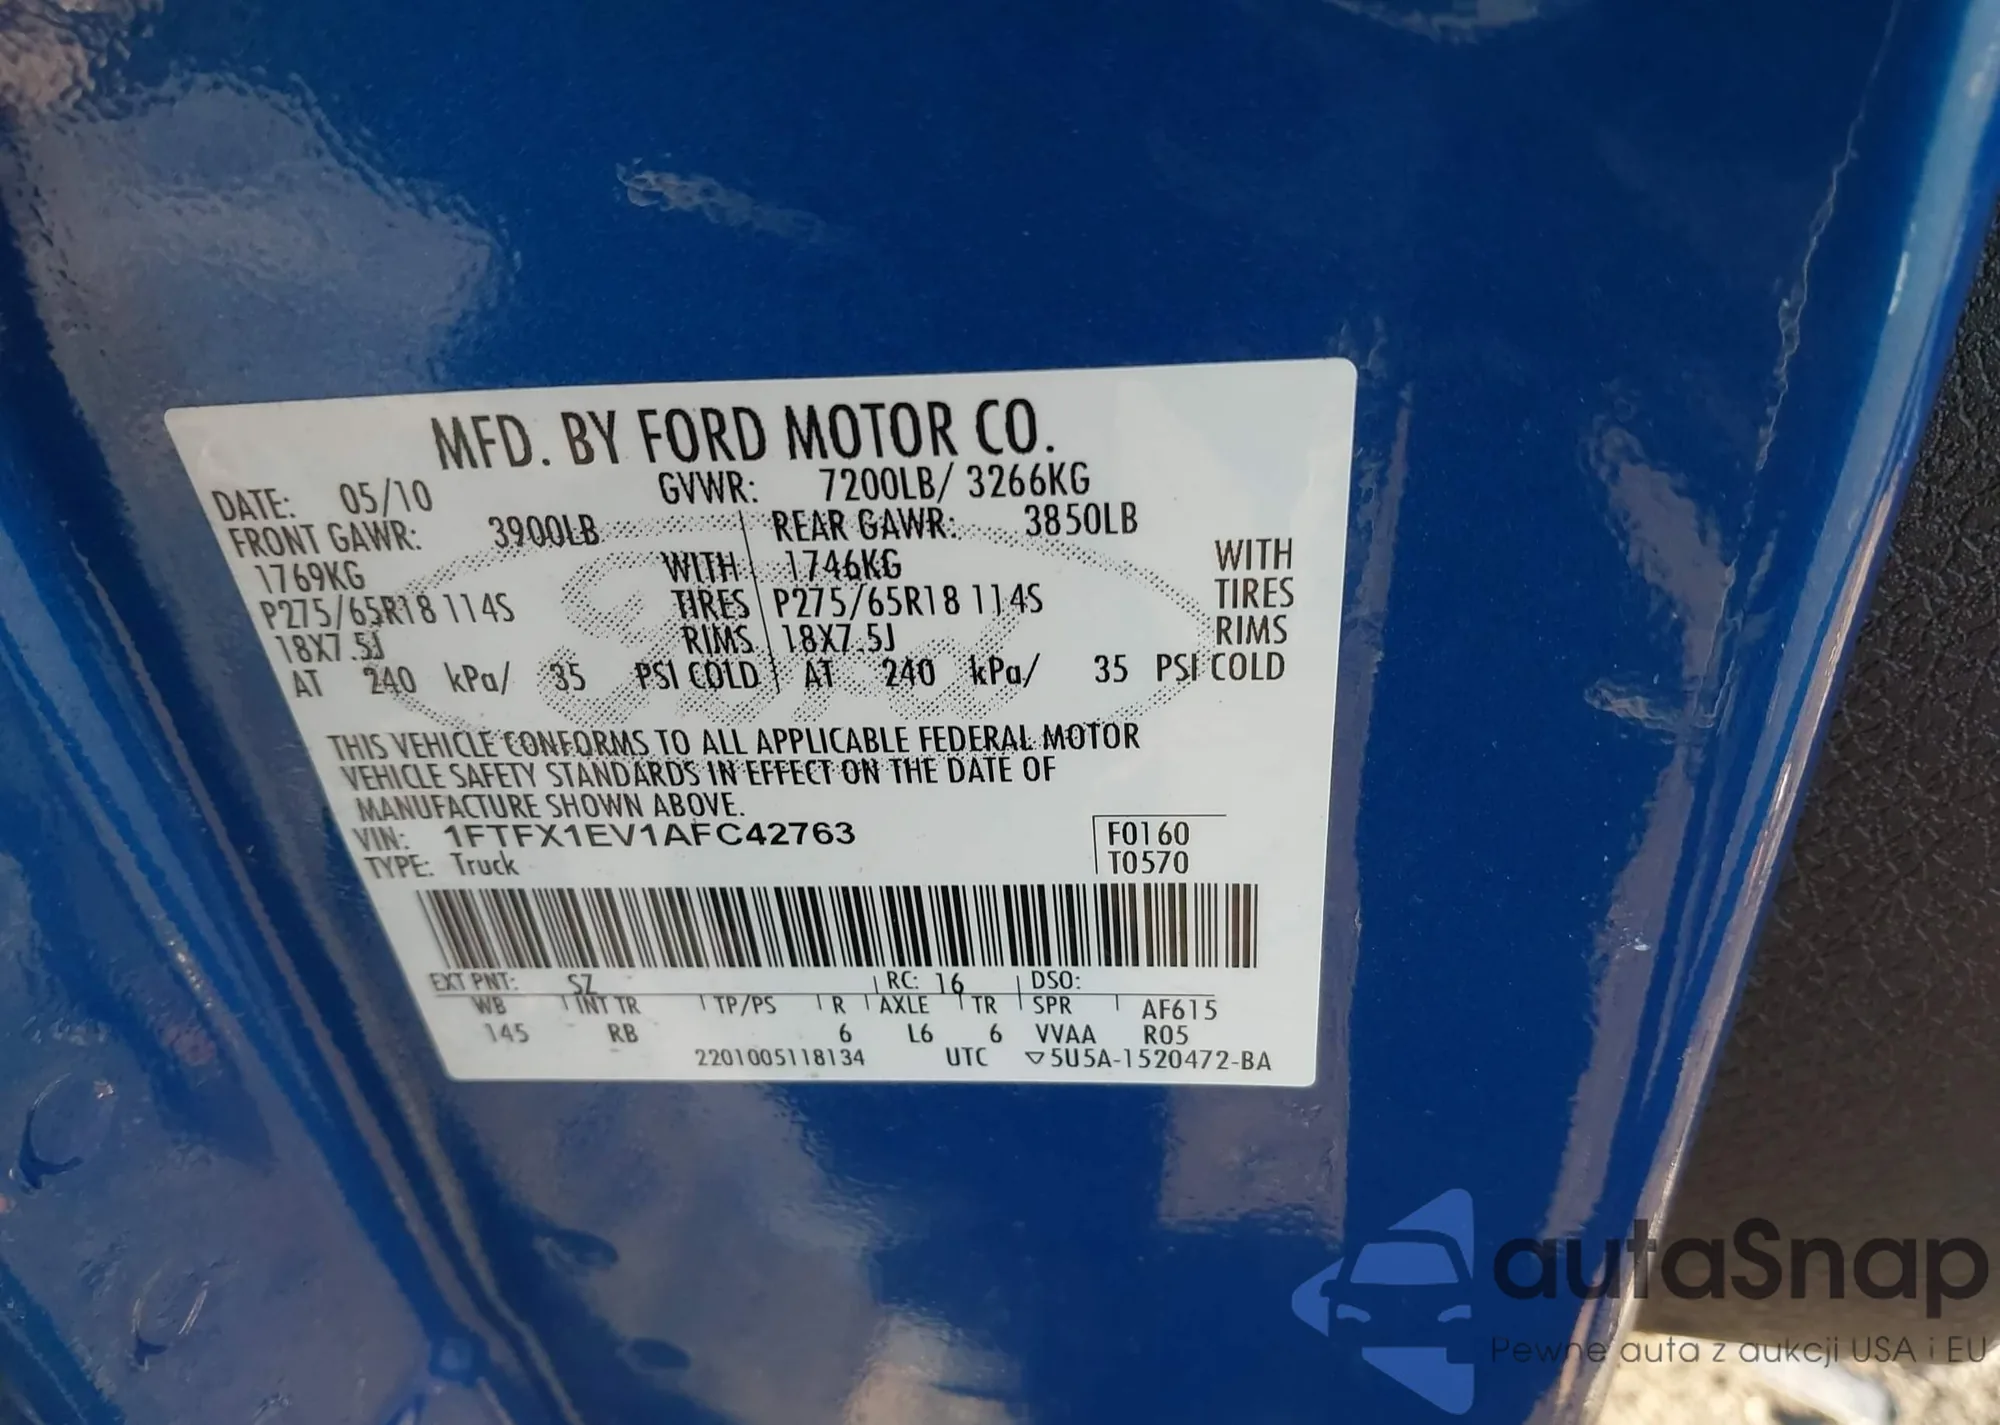 MFD. BY FORD MOTOR CO.
DATE: 05/10 GVWR: 7200LB/ 3266KG
FRONT GAWR: 3900LB REAR GAWR: 3850LB
1769KG WITH 1746KG WITH
P275/65R18 114S TIRES P275/65R18 114S TIRES
18X7.5J RIMS 18X7.5J RIMS
AT 240 kPa/ 35 PSI COLD AT 240 kPa/ 35 PSI COLD
THIS VEHICLE CONFORMS TO ALL APPLICABLE FEDERAL MOTOR
VEHICLE SAFETY STANDARDS IN EFFECT ON THE DATE OF
MANUFACTURE SHOWN ABOVE.
VIN: 1FTFX1EV1AFC42763 F0160
TYPE: Truck T0570
EXT PNT: SZ RC: 16 DSO:
WB INT TR TP/PS R AXLE TR SPR AF615
145 RB 6 L6 6 VVAA R05
2201005118134 UTC ▽5U5A-1520472-BA
autaSnap
Pewne auta z aukcji USA i EU